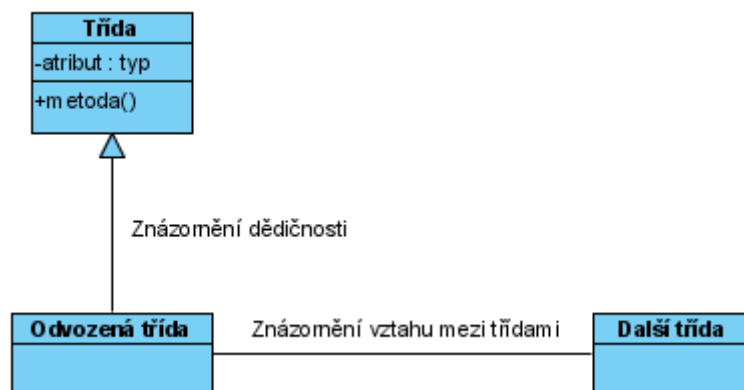 Třída
-atribut : typ
+metoda()
Znázornění dědičnosti
Odvozená třída
Znázornění vztahu mezi třídami
Další třída